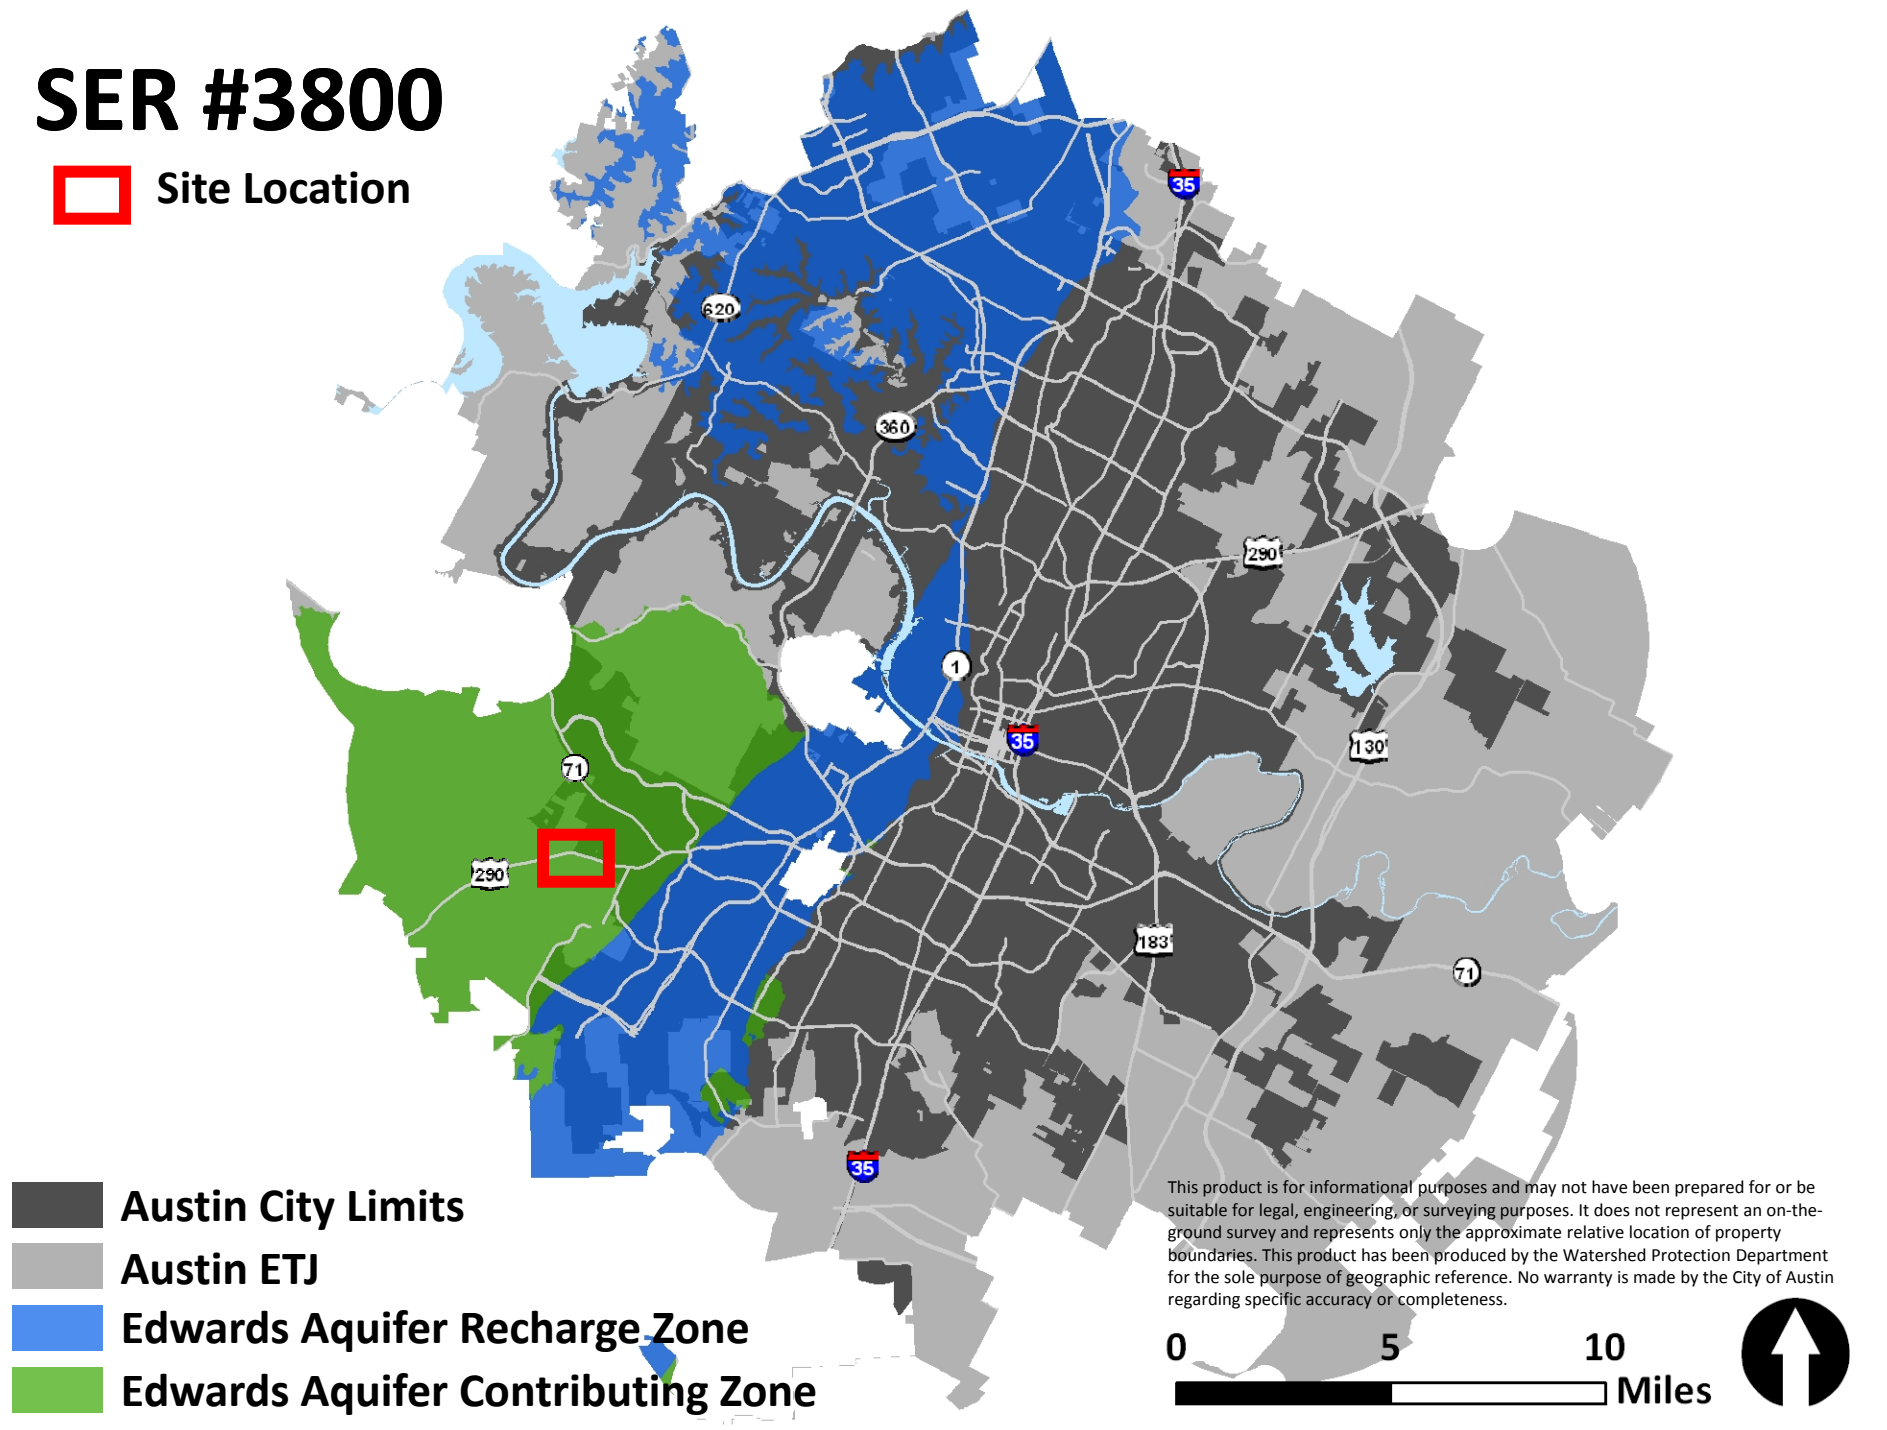 SER #3800
Site Location
35
620
360
290
1
35
130
71
290
183
71
35
Austin City Limits
Austin ETJ
Edwards Aquifer Recharge Zone
Edwards Aquifer Contributing Zone
This product is for informational purposes and may not have been prepared for or be
suitable for legal, engineering, or surveying purposes. It does not represent an on-the-
ground survey and represents only the approximate relative location of property
boundaries. This product has been produced by the Watershed Protection Department
for the sole purpose of geographic reference. No warranty is made by the City of Austin
regarding specific accuracy or completeness.
0 5 10
Miles